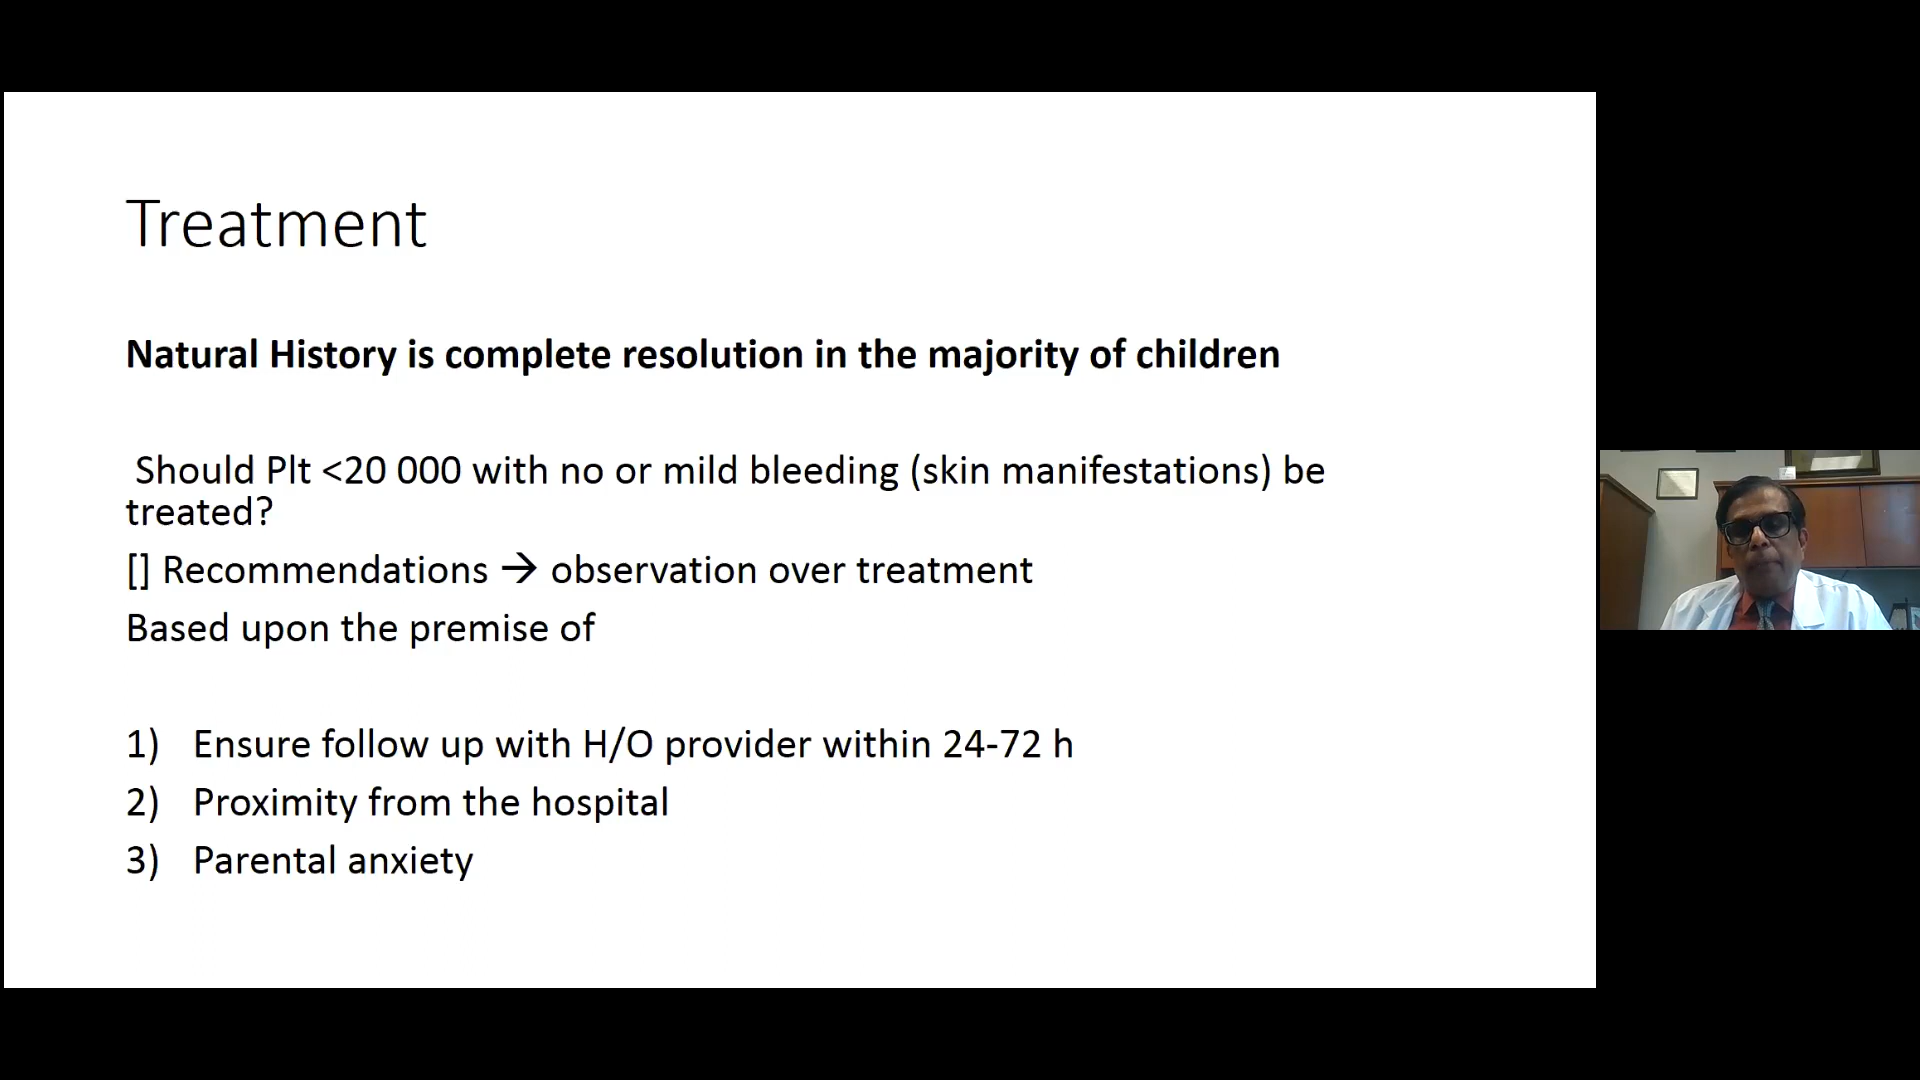 Treatment
Natural History is complete resolution in the majority of children
Should Plt <20 000 with no or mild bleeding (skin manifestations) be
treated?
[] Recommendations → observation over treatment
Based upon the premise of
1) Ensure follow up with H/O provider within 24-72 h
2) Proximity from the hospital
3) Parental anxiety